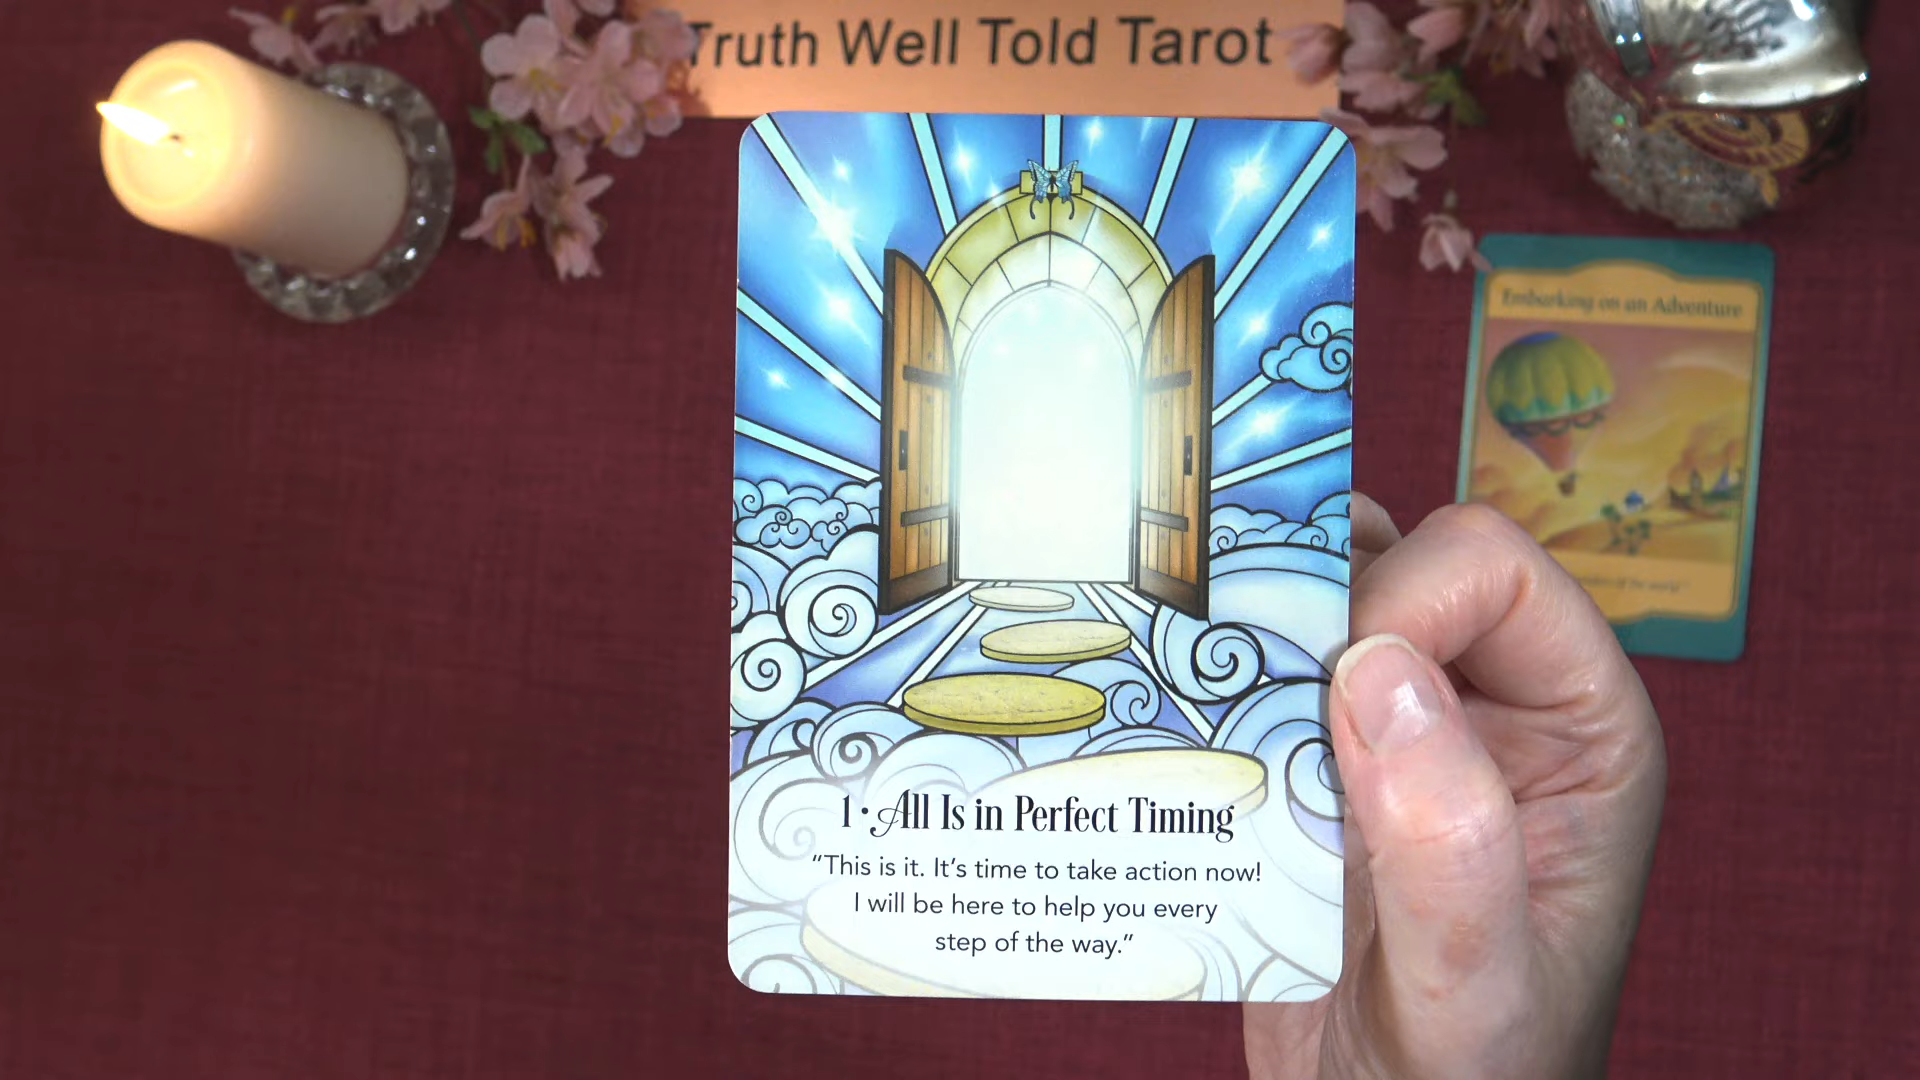 Truth Well Told Tarot
Embarking on an Adventure
1 • All Is in Perfect Timing
“This is it. It’s time to take action now!
I will be here to help you every
step of the way.”